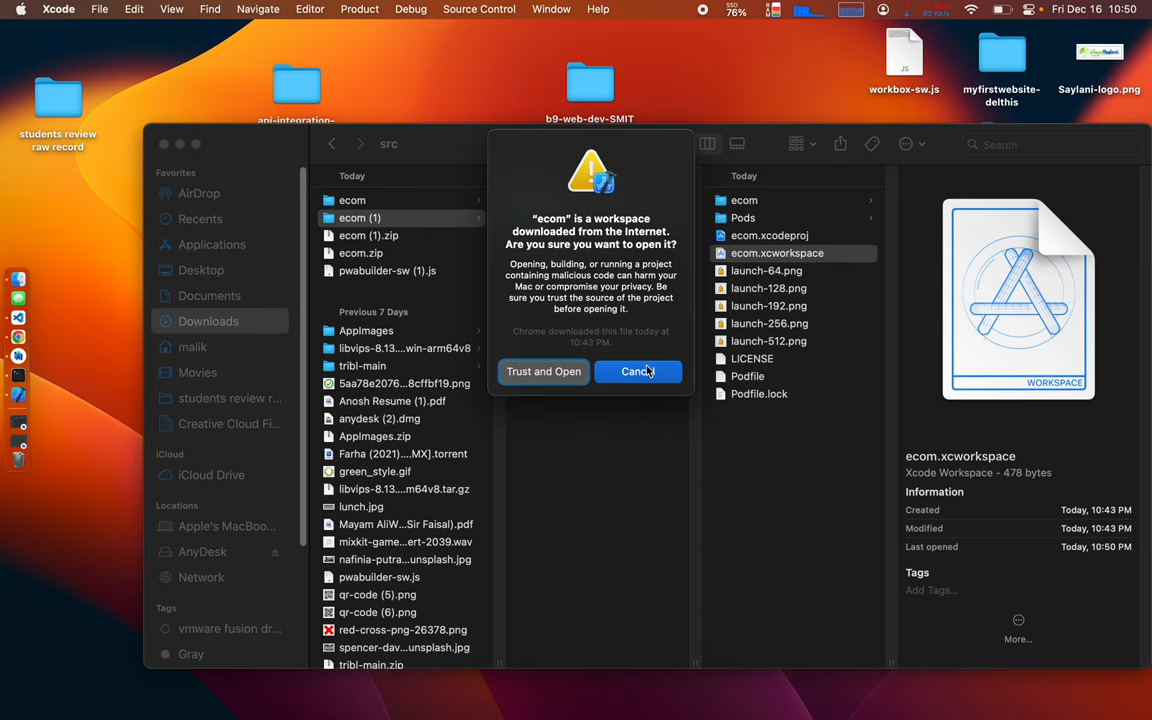 Xcode File Edit View Find Navigate Editor Product Debug Source Control Window Help SSD 76% Fri Dec 16 10:50
students review
raw record
b9-web-dev-SMIT
JS
workbox-sw.js
myfirstwebsite-
delthis
Saylani-logo.png
src
Search
Favorites
AirDrop
Recents
Applications
Desktop
Documents
Downloads
malik
Movies
students review r...
Creative Cloud Fi...
iCloud
iCloud Drive
Locations
Apple's MacBoo...
AnyDesk
Network
Tags
vmware fusion dr...
Gray
Today
ecom
ecom (1)
ecom (1).zip
ecom.zip
pwabuilder-sw (1).js
Previous 7 Days
AppImages
libvips-8.13....win-arm64v8
tribl-main
5aa78e2076...8cffbf19.png
Anosh Resume (1).pdf
anydesk (2).dmg
AppImages.zip
Farha (2021)....MX].torrent
green_style.gif
libvips-8.13....m64v8.tar.gz
lunch.jpg
Mayam AliW...Sir Faisal).pdf
mixkit-game...ert-2039.wav
nafinia-putra...unsplash.jpg
pwabuilder-sw.js
qr-code (5).png
qr-code (6).png
red-cross-png-26378.png
spencer-dav...unsplash.jpg
tribl-main.zip
“ecom” is a workspace
downloaded from the Internet.
Are you sure you want to open it?
Opening, building, or running a project
containing malicious code can harm your
Mac or compromise your privacy. Be
sure you trust the source of the project
before opening it.
Chrome downloaded this file today at
10:43 PM.
Trust and Open
Cancel
Today
ecom
Pods
ecom.xcodeproj
ecom.xcworkspace
launch-64.png
launch-128.png
launch-192.png
launch-256.png
launch-512.png
LICENSE
Podfile
Podfile.lock
WORKSPACE
ecom.xcworkspace
Xcode Workspace - 478 bytes
Information
Created Today, 10:43 PM
Modified Today, 10:43 PM
Last opened Today, 10:50 PM
Tags
Add Tags...
More...